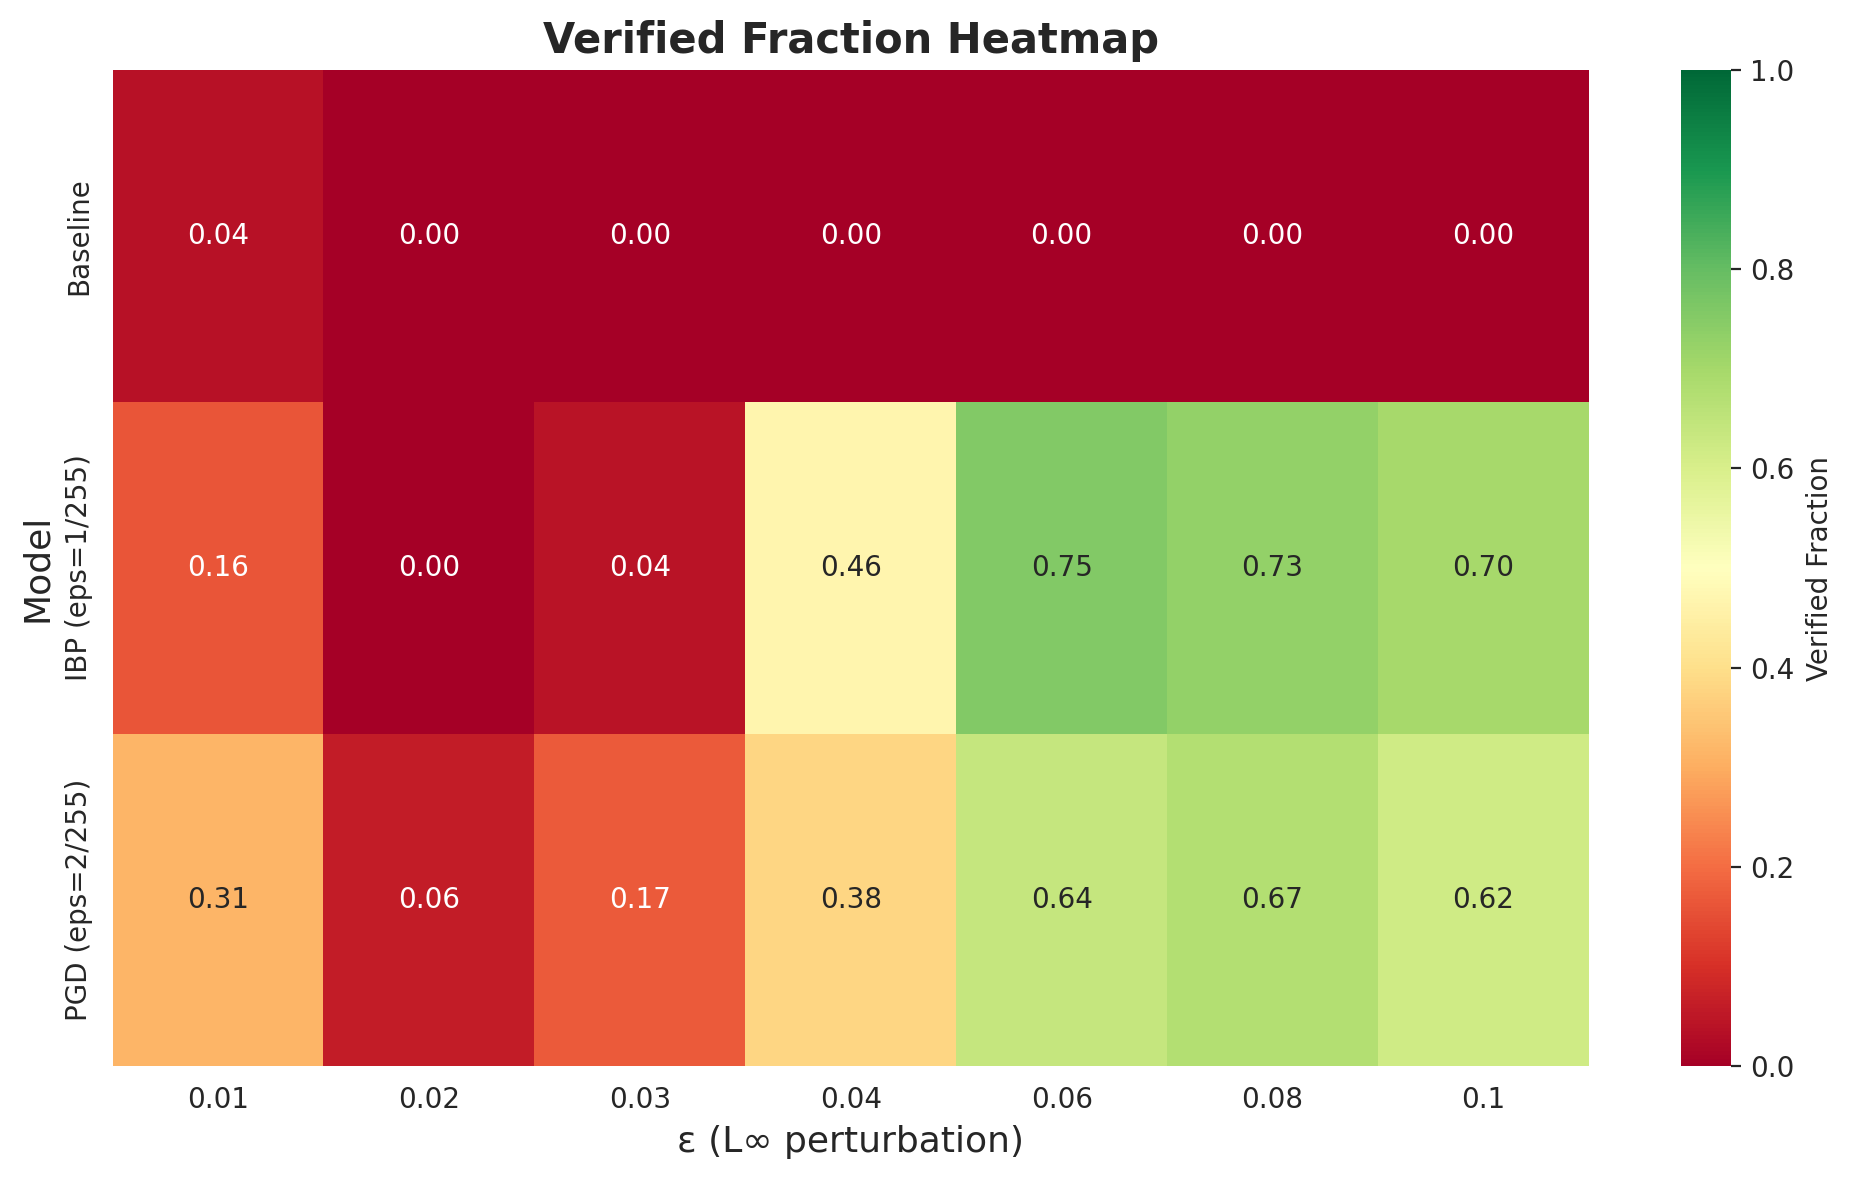 Verified Fraction Heatmap
Model
Baseline
0.04 0.00 0.00 0.00 0.00 0.00 0.00
IBP (eps=1/255)
0.16 0.00 0.04 0.46 0.75 0.73 0.70
PGD (eps=2/255)
0.31 0.06 0.17 0.38 0.64 0.67 0.62
0.01 0.02 0.03 0.04 0.06 0.08 0.1
ε (L∞ perturbation)
1.0
0.8
0.6
0.4
0.2
0.0
Verified Fraction